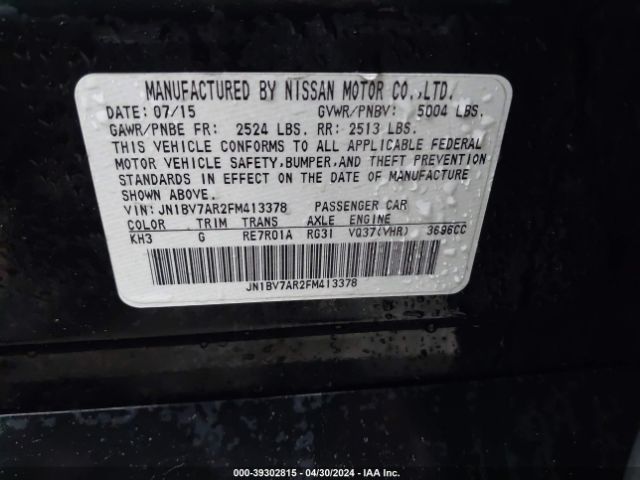 MANUFACTURED BY NISSAN MOTOR CO.,LTD.
DATE: 07/15 GVWR/PNBV: 5004 LBS.
GAWR/PNBE FR: 2524 LBS. RR: 2513 LBS.
THIS VEHICLE CONFORMS TO ALL APPLICABLE FEDERAL
MOTOR VEHICLE SAFETY, BUMPER, AND THEFT PREVENTION
STANDARDS IN EFFECT ON THE DATE OF MANUFACTURE
SHOWN ABOVE.
VIN: JN1BV7AR2FM413378 PASSENGER CAR
COLOR TRIM TRANS AXLE ENGINE
KH3 G RE7R01A RG31 VQ37(VHR) 3696CC
JN1BV7AR2FM413378
000-39302815 - 04/30/2024 - IAA Inc.